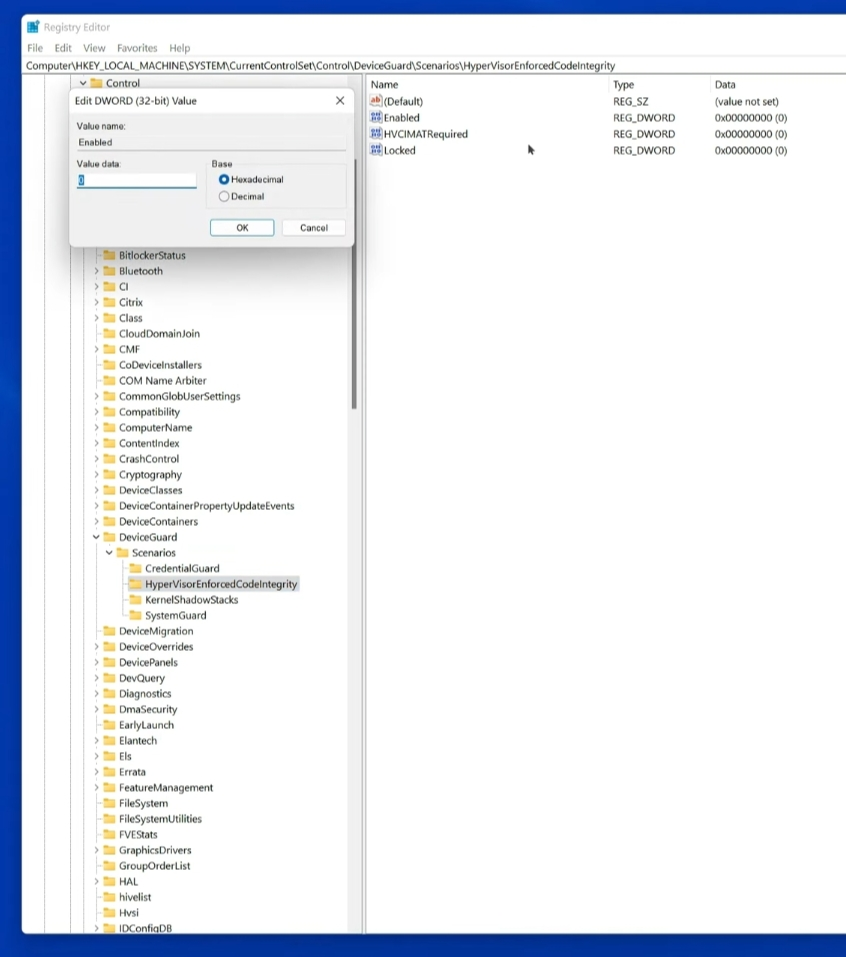 Registry Editor
File Edit View Favorites Help
Computer\HKEY_LOCAL_MACHINE\SYSTEM\CurrentControlSet\Control\DeviceGuard\Scenarios\HyperVisorEnforcedCodeIntegrity
Control
Edit DWORD (32-bit) Value
Value name:
Enabled
Value data:
0
Base
Hexadecimal
Decimal
OK Cancel
BitlockerStatus
Bluetooth
CI
Citrix
Class
CloudDomainJoin
CMF
CoDeviceInstallers
COM Name Arbiter
CommonGlobUserSettings
Compatibility
ComputerName
ContentIndex
CrashControl
Cryptography
DeviceClasses
DeviceContainerPropertyUpdateEvents
DeviceContainers
DeviceGuard
Scenarios
CredentialGuard
HyperVisorEnforcedCodeIntegrity
KernelShadowStacks
SystemGuard
DeviceMigration
DeviceOverrides
DevicePanels
DevQuery
Diagnostics
DmaSecurity
EarlyLaunch
Elantech
Els
Errata
FeatureManagement
FileSystem
FileSystemUtilities
FVEStats
GraphicsDrivers
GroupOrderList
HAL
hivelist
Hvsi
IDConfigDB
Name Type Data
ab (Default) REG_SZ (value not set)
Enabled REG_DWORD 0x00000000 (0)
HVCIMATRequired REG_DWORD 0x00000000 (0)
Locked REG_DWORD 0x00000000 (0)